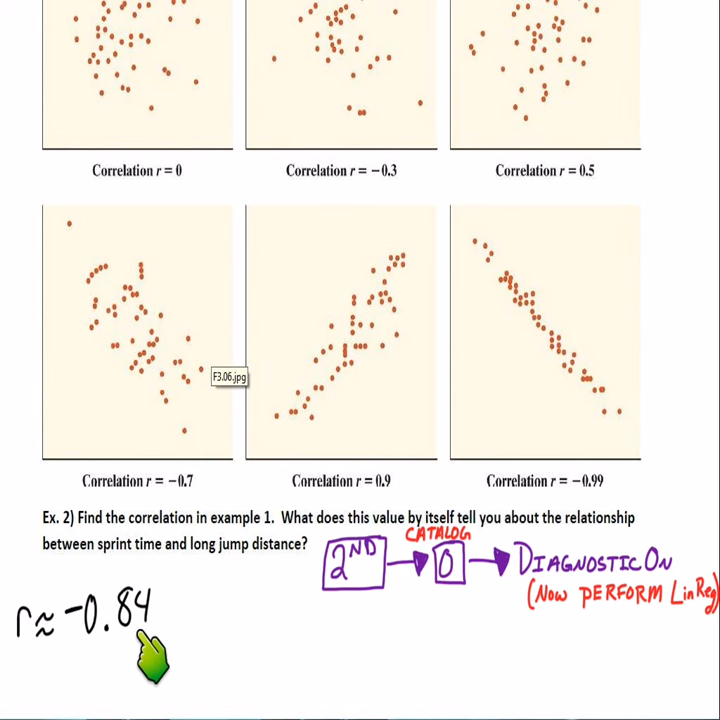 Correlation r = 0
Correlation r = −0.3
Correlation r = 0.5
F3.06.jpg
Correlation r = −0.7
Correlation r = 0.9
Correlation r = −0.99
Ex. 2) Find the correlation in example 1. What does this value by itself tell you about the relationship
between sprint time and long jump distance?
CATALOG
2ND → 0 → DIAGNOSTIC ON
(NOW PERFORM LinReg)
r ≈ -0.84